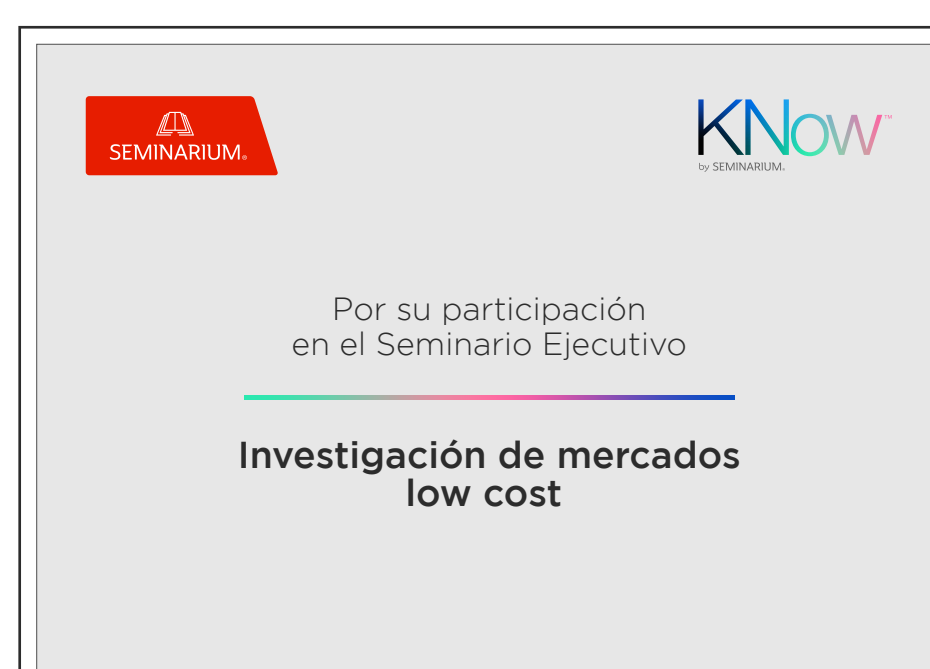 SEMINARIUM®
KNow™
by SEMINARIUM®
Por su participación
en el Seminario Ejecutivo
Investigación de mercados
low cost